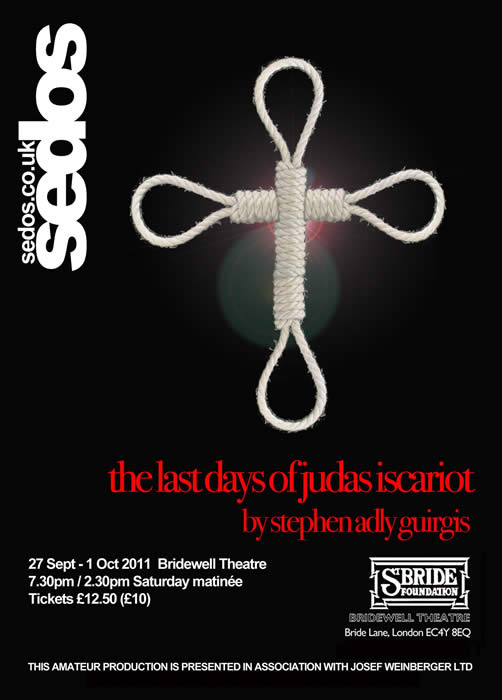 sedos
sedos.co.uk
the last days of judas iscariot
by stephen adly guirgis
27 Sept - 1 Oct 2011 Bridewell Theatre
7.30pm / 2.30pm Saturday matinée
Tickets £12.50 (£10)
ST BRIDE
FOUNDATION
BRIDEWELL THEATRE
Bride Lane, London EC4Y 8EQ
THIS AMATEUR PRODUCTION IS PRESENTED IN ASSOCIATION WITH JOSEF WEINBERGER LTD